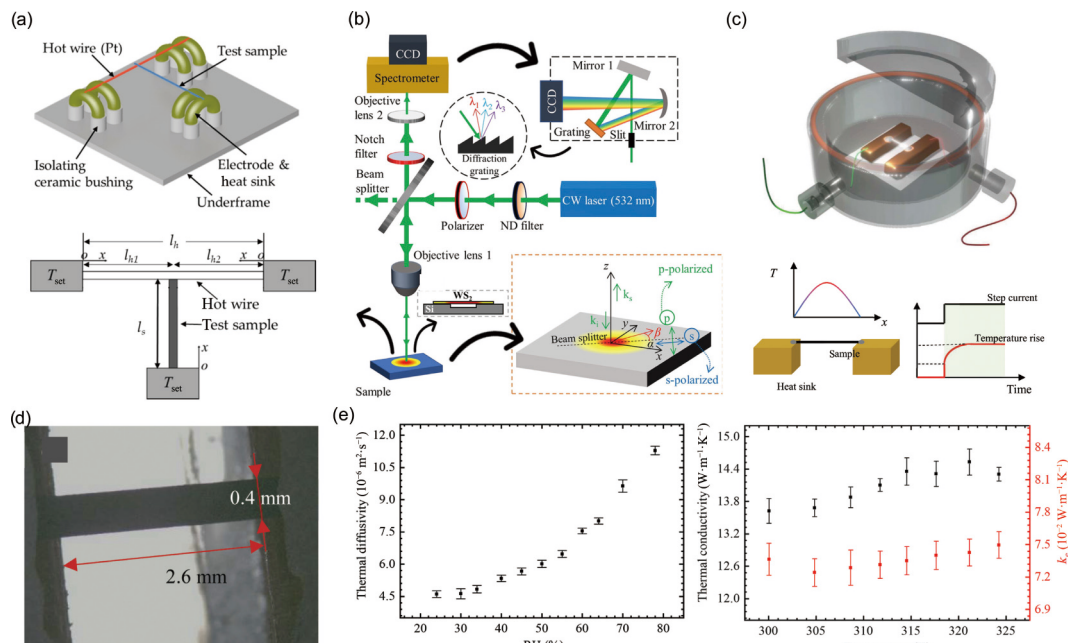 (a)
Hot wire (Pt)
Test sample
Isolating
ceramic bushing
Electrode &
heat sink
Underframe
l_h
o x l_h1 l_h2 x o
T_set
T_set
Hot wire
Test sample
l_s
x
o
T_set
(b)
CCD
Spectrometer
Objective
lens 2
Notch
filter
Beam
splitter
λ1 λ2 λ3
Diffraction
grating
Mirror 1
CCD
Grating
Slit
Mirror 2
Polarizer
ND filter
CW laser (532 nm)
Objective lens 1
WS2
Si
Sample
z
p-polarized
k_s
k_i
p
y
β
Beam splitter
α
s
x
s-polarized
(c)
T
x
Sample
Heat sink
Step current
Temperature rise
Time
(d)
0.4 mm
2.6 mm
(e)
Thermal diffusivity (10⁻⁶ m²·s⁻¹)
12.0
10.5
9.0
7.5
6.0
4.5
20 30 40 50 60 70 80
Thermal conductivity (W·m⁻¹·K⁻¹)
15.0
14.4
13.8
13.2
12.6
12.0
300 305 310 315 320 325
8.4
8.1
7.8
7.5
7.2
6.9
(10⁻² W·m⁻¹·K⁻¹)